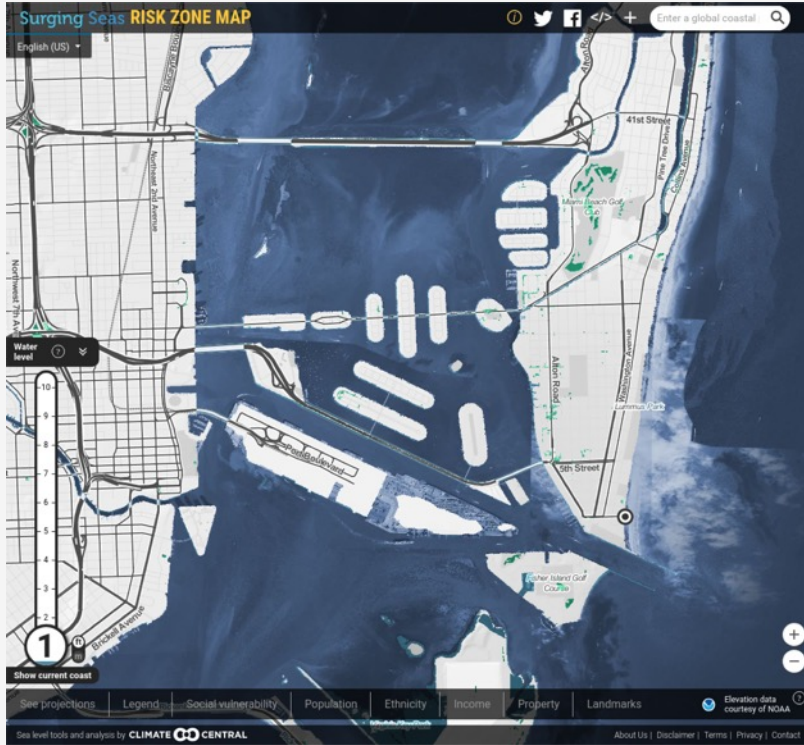 Surging Seas RISK ZONE MAP
</>
Enter a global coastal
English (US)
Biscayne Boulevard
Alton Road
41st Street
Pine Tree Drive
Collins Avenue
Northeast 2nd Avenue
Miami Beach Golf
Club
Northwest 7th Av
Water
level
?
Alton Road
Washington Avenue
Lummus Park
10
9
8
7
6
5
4
3
2
1
ft
m
Port Boulevard
5th Street
Fisher Island Golf
Course
Brickell Avenue
Show current coast
See projections
Legend
Social vulnerability
Population
Ethnicity
Income
Property
Landmarks
Elevation data
courtesy of NOAA
?
Sea level tools and analysis by CLIMATE CENTRAL
About Us | Disclaimer | Terms | Privacy | Contact